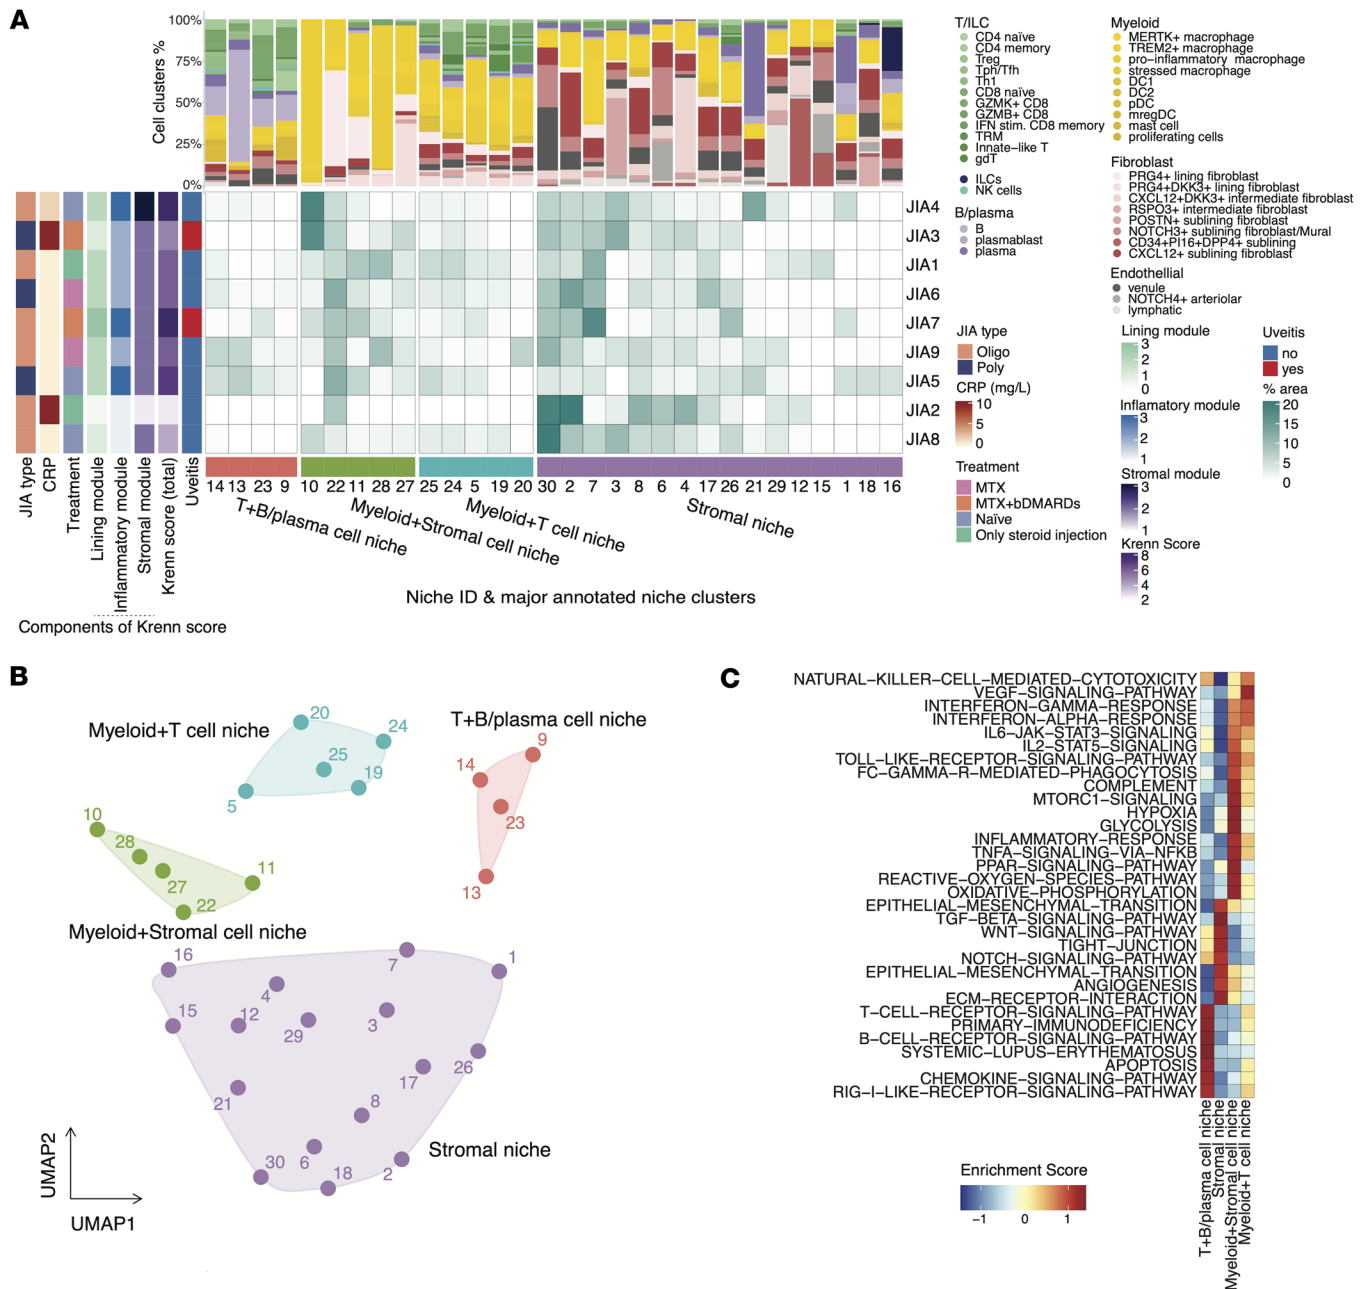 A
100%
75%
50%
25%
0%
Cell clusters %
T/ILC
CD4 naïve
CD4 memory
Treg
Tph/Tfh
Th1
CD8 naïve
GZMK+ CD8
GZMB+ CD8
IFN stim. CD8 memory
TRM
Innate−like T
gdT
ILCs
NK cells
B/plasma
B
plasmablast
plasma
Myeloid
MERTK+ macrophage
TREM2+ macrophage
pro−inflammatory macrophage
stressed macrophage
DC1
DC2
pDC
mregDC
mast cell
proliferating cells
Fibroblast
PRG4+ lining fibroblast
PRG4+DKK3+ lining fibroblast
CXCL12+DKK3+ intermediate fibroblast
RSPO3+ intermediate fibroblast
POSTN+ sublining fibroblast
NOTCH3+ sublining fibroblast/Mural
CD34+PI16+DPP4+ sublining
CXCL12+ sublining fibroblast
Endothellial
venule
NOTCH4+ arteriolar
lymphatic
JIA4
JIA3
JIA1
JIA6
JIA7
JIA9
JIA5
JIA2
JIA8
JIA type
Oligo
Poly
CRP (mg/L)
10
5
0
Treatment
MTX
MTX+bDMARDs
Naïve
Only steroid injection
Lining module
3
2
1
0
Inflamatory module
3
2
1
Stromal module
3
2
1
Krenn Score
8
6
4
2
Uveitis
no
yes
% area
20
15
10
5
0
JIA type
CRP
Treatment
Lining module
Inflammatory module
Stromal module
Krenn score (total)
Uveitis
14 13 23 9 10 22 11 28 27 25 24 5 19 20 30 2 7 3 8 6 4 17 26 21 29 12 15 1 18 16
T+B/plasma cell niche
Myeloid+Stromal cell niche
Myeloid+T cell niche
Stromal niche
Niche ID & major annotated niche clusters
Components of Krenn score
B
Myeloid+T cell niche
20
24
25
19
5
T+B/plasma cell niche
9
14
23
13
10
28
27
11
22
Myeloid+Stromal cell niche
16
7
1
4
15
12
29
3
26
17
21
8
6
30
18
2
Stromal niche
UMAP2
UMAP1
C
NATURAL−KILLER−CELL−MEDIATED−CYTOTOXICITY
VEGF−SIGNALING−PATHWAY
INTERFERON−GAMMA−RESPONSE
INTERFERON−ALPHA−RESPONSE
IL6−JAK−STAT3−SIGNALING
IL2−STAT5−SIGNALING
TOLL−LIKE−RECEPTOR−SIGNALING−PATHWAY
FC−GAMMA−R−MEDIATED−PHAGOCYTOSIS
COMPLEMENT
MTORC1−SIGNALING
HYPOXIA
GLYCOLYSIS
INFLAMMATORY−RESPONSE
TNFA−SIGNALING−VIA−NFKB
PPAR−SIGNALING−PATHWAY
REACTIVE−OXYGEN−SPECIES−PATHWAY
OXIDATIVE−PHOSPHORYLATION
EPITHELIAL−MESENCHYMAL−TRANSITION
TGF−BETA−SIGNALING−PATHWAY
WNT−SIGNALING−PATHWAY
TIGHT−JUNCTION
NOTCH−SIGNALING−PATHWAY
EPITHELIAL−MESENCHYMAL−TRANSITION
ANGIOGENESIS
ECM−RECEPTOR−INTERACTION
T−CELL−RECEPTOR−SIGNALING−PATHWAY
PRIMARY−IMMUNODEFICIENCY
B−CELL−RECEPTOR−SIGNALING−PATHWAY
SYSTEMIC−LUPUS−ERYTHEMATOSUS
APOPTOSIS
CHEMOKINE−SIGNALING−PATHWAY
RIG−I−LIKE−RECEPTOR−SIGNALING−PATHWAY
T+B/plasma cell niche
Stromal niche
Myeloid+Stromal cell niche
Myeloid+T cell niche
Enrichment Score
−1 0 1